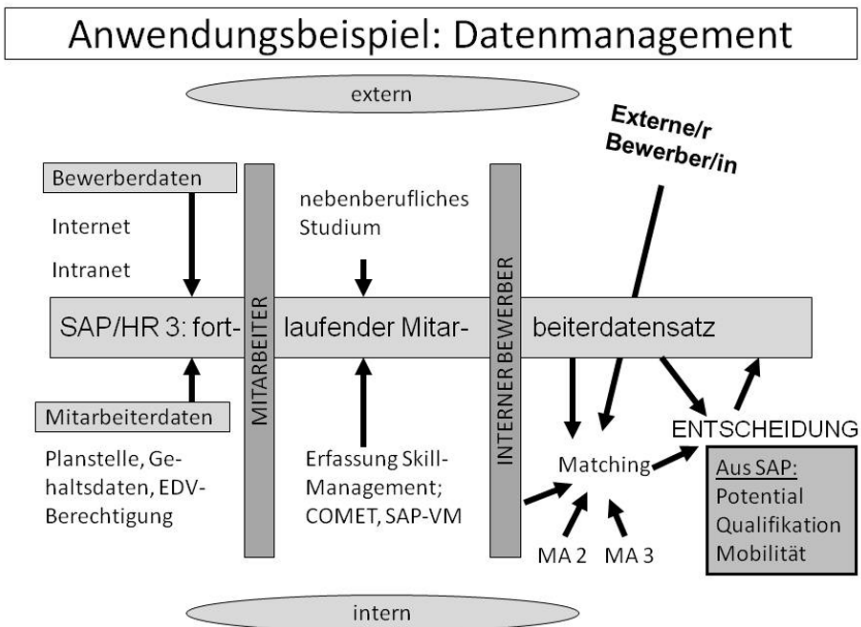 Anwendungsbeispiel: Datenmanagement
extern
Externe/r
Bewerber/in
Bewerberdaten
Internet
Intranet
nebenberufliches
Studium
SAP/HR 3: fort-
MITARBEITER
laufender Mitar-
INTERNER BEWERBER
beiterdatensatz
Mitarbeiterdaten
Planstelle, Ge-
haltsdaten, EDV-
Berechtigung
Erfassung Skill-
Management;
COMET, SAP-VM
Matching
MA 2
MA 3
ENTSCHEIDUNG
Aus SAP:
Potential
Qualifikation
Mobilität
intern